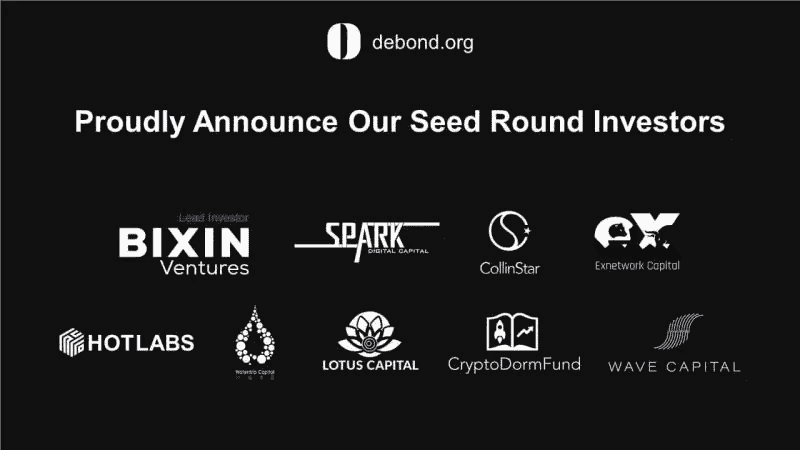 debond.org
Proudly Announce Our Seed Round Investors
Lead Investor
BIXIN
Ventures
SPARK
DIGITAL CAPITAL
CollinStar
ex
Exnetwork Capital
HOTLABS
Waterdrip Capital
LOTUS CAPITAL
CryptoDormFund
WAVE CAPITAL